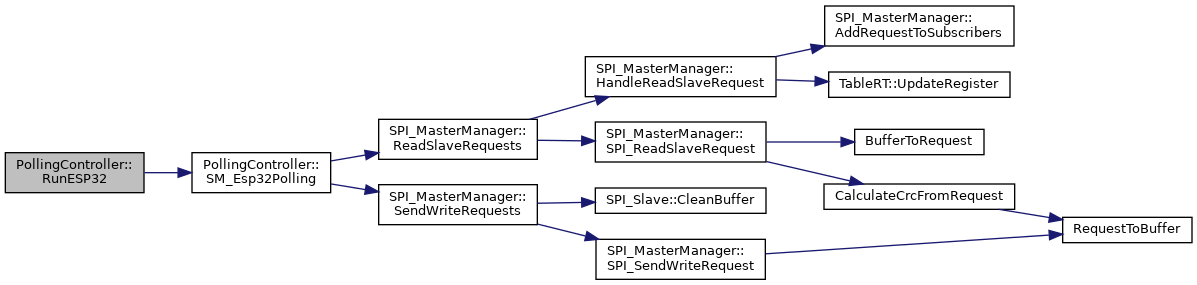 PollingController::
RunESP32
PollingController::
SM_Esp32Polling
SPI_MasterManager::
ReadSlaveRequests
SPI_MasterManager::
SendWriteRequests
SPI_MasterManager::
HandleReadSlaveRequest
SPI_MasterManager::
SPI_ReadSlaveRequest
SPI_Slave::CleanBuffer
SPI_MasterManager::
SPI_SendWriteRequest
SPI_MasterManager::
AddRequestToSubscribers
TableRT::UpdateRegister
BufferToRequest
CalculateCrcFromRequest
RequestToBuffer